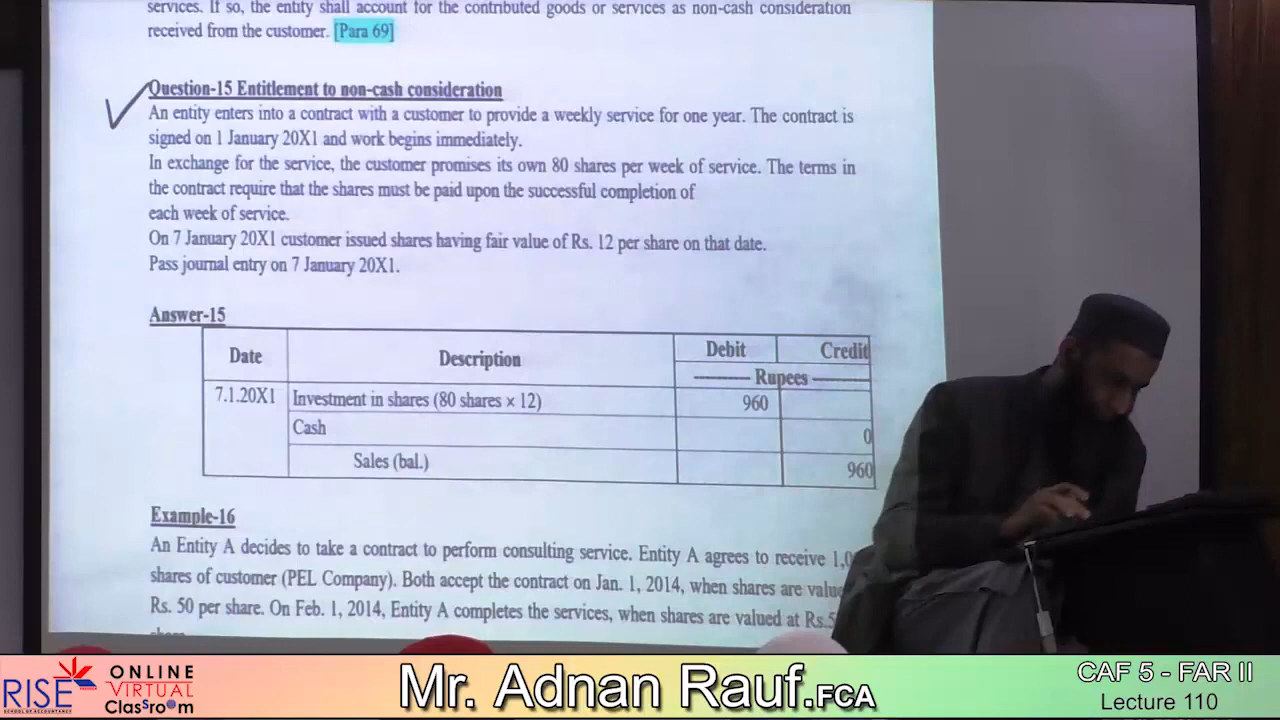 services. If so, the entity shall account for the contributed goods or services as non-cash consideration
received from the customer. [Para 69]
Question-15 Entitlement to non-cash consideration
An entity enters into a contract with a customer to provide a weekly service for one year. The contract is
signed on 1 January 20X1 and work begins immediately.
In exchange for the service, the customer promises its own 80 shares per week of service. The terms in
the contract require that the shares must be paid upon the successful completion of
each week of service.
On 7 January 20X1 customer issued shares having fair value of Rs. 12 per share on that date.
Pass journal entry on 7 January 20X1.
Answer-15
Date Description Debit Credit
Rupees
7.1.20X1 Investment in shares (80 shares × 12) 960
Cash 0
Sales (bal.) 960
Example-16
An Entity A decides to take a contract to perform consulting service. Entity A agrees to receive
shares of customer (PEL Company). Both accept the contract on Jan. 1, 2014, when shares are
Rs. 50 per share. On Feb. 1, 2014, Entity A completes the services, when shares are valued at
RISE
SCHOOL OF ACCOUNTANCY
ONLINE
VIRTUAL
Classroom
Mr. Adnan Rauf.FCA
CAF 5 - FAR II
Lecture 110